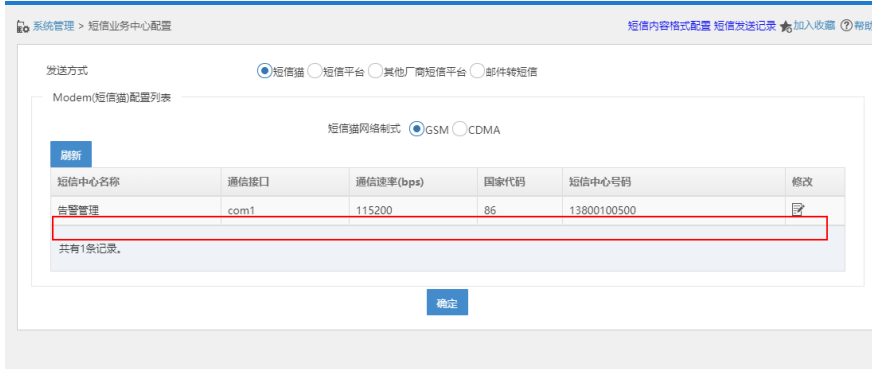 系统管理 > 短信业务中心配置 短信内容格式配置 短信发送记录 加入收藏 帮助
发送方式 短信猫 短信平台 其他厂商短信平台 邮件转短信
Modem(短信猫)配置列表
短信猫网络制式 GSM CDMA
刷新
短信中心名称 通信接口 通信速率(bps) 国家代码 短信中心号码 修改
告警管理 com1 115200 86 13800100500
共有1条记录。
确定